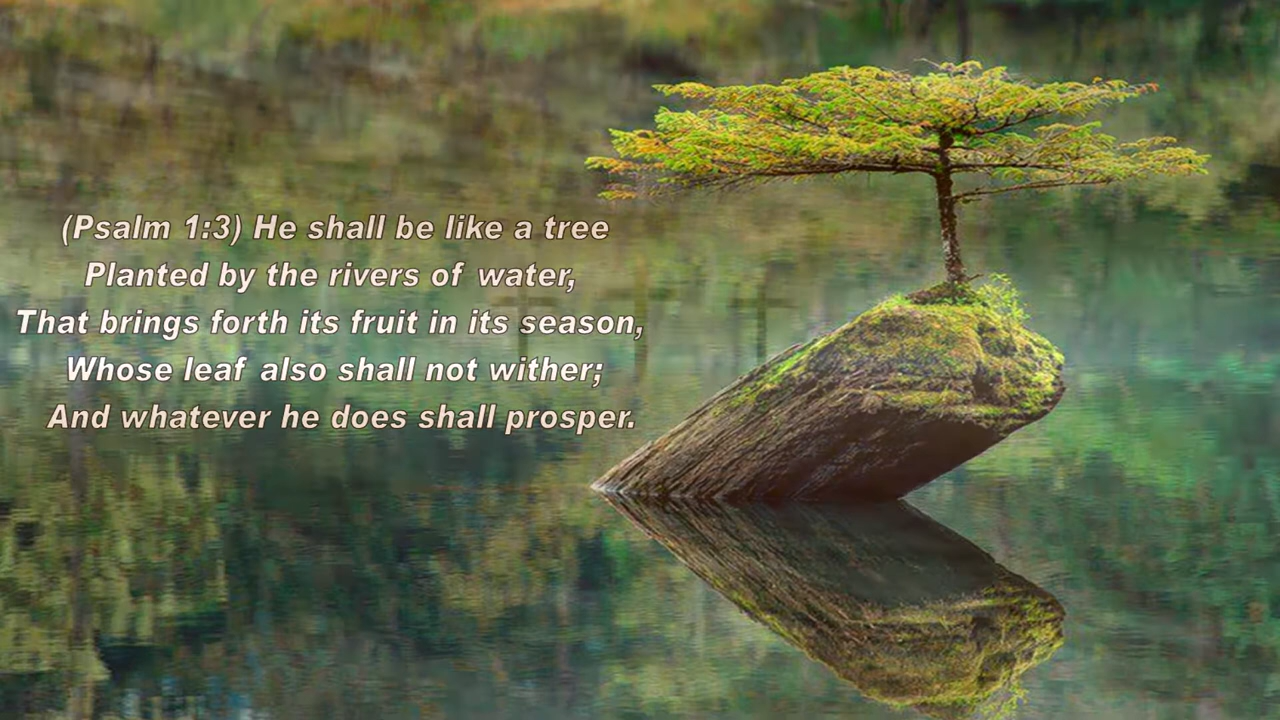 (Psalm 1:3) He shall be like a tree
Planted by the rivers of water,
That brings forth its fruit in its season,
Whose leaf also shall not wither;
And whatever he does shall prosper.